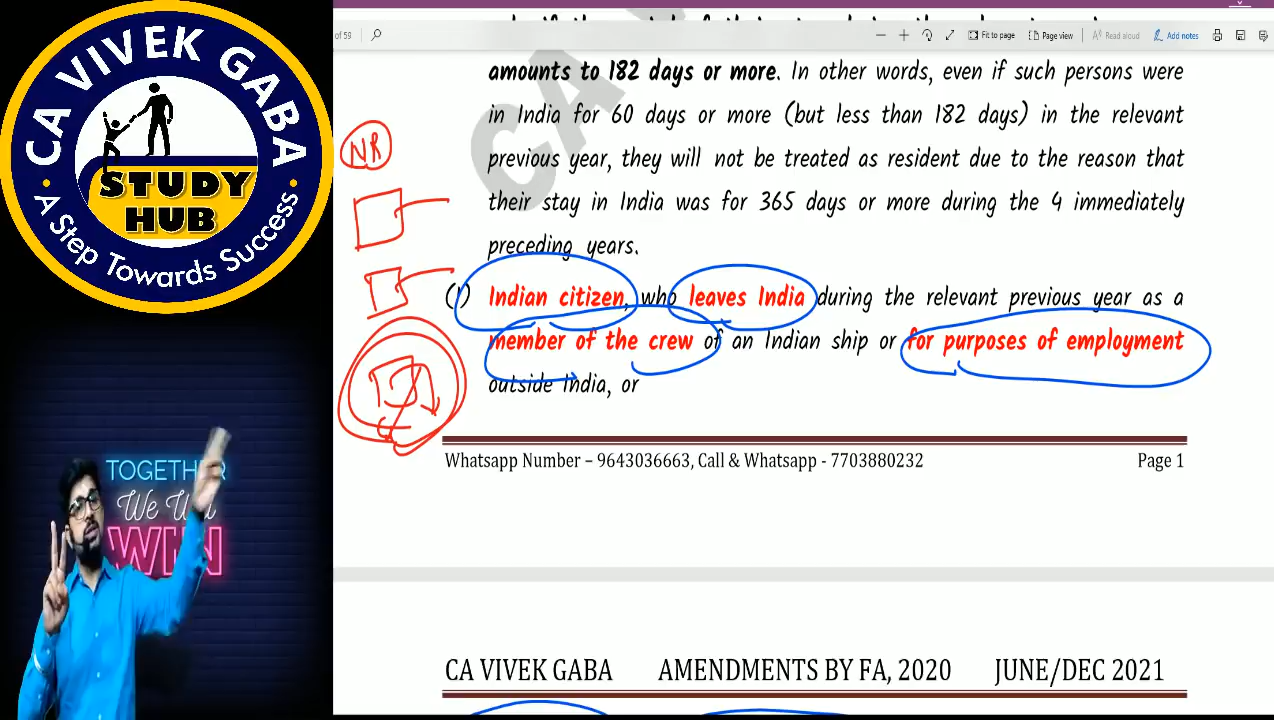 CA VIVEK GABA
STUDY
HUB
A Step Towards Success
TOGETHER
We Will
WIN
of 59
Fit to page
Page view
Read aloud
Add notes
amounts to 182 days or more. In other words, even if such persons were
in India for 60 days or more (but less than 182 days) in the relevant
previous year, they will not be treated as resident due to the reason that
their stay in India was for 365 days or more during the 4 immediately
preceding years.
NR
(1) Indian citizen, who leaves India during the relevant previous year as a
member of the crew of an Indian ship or for purposes of employment
outside India, or
Whatsapp Number – 9643036663, Call & Whatsapp - 7703880232 Page 1
CA VIVEK GABA AMENDMENTS BY FA, 2020 JUNE/DEC 2021